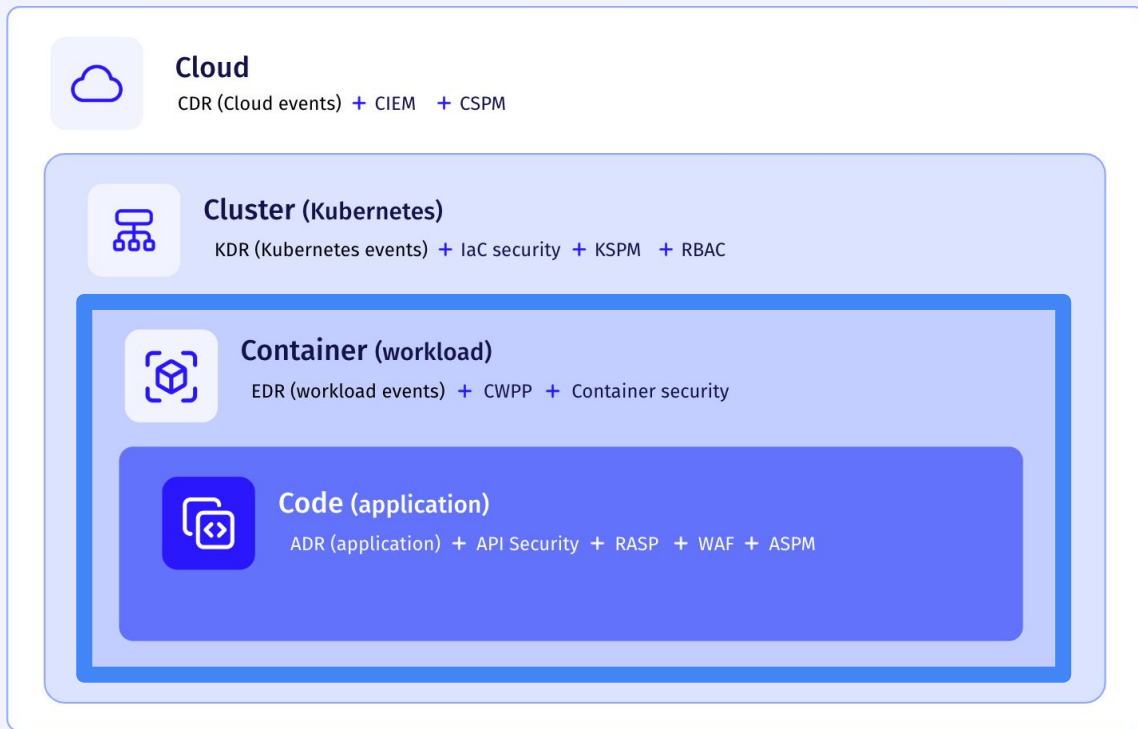 Cloud
CDR (Cloud events) + CIEM + CSPM
Cluster (Kubernetes)
KDR (Kubernetes events) + IaC security + KSPM + RBAC
Container (workload)
EDR (workload events) + CWPP + Container security
Code (application)
ADR (application) + API Security + RASP + WAF + ASPM